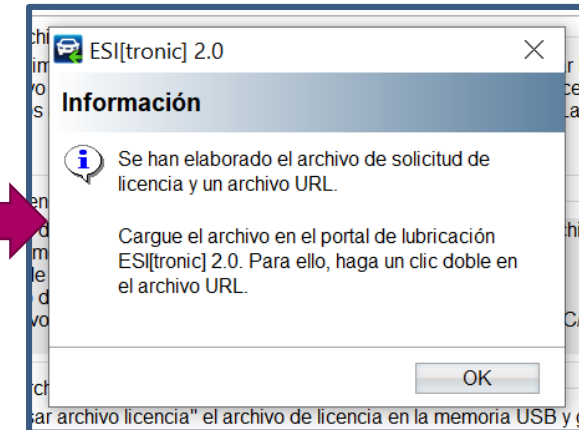 ESI[tronic] 2.0
Información
Se han elaborado el archivo de solicitud de
licencia y un archivo URL.
Cargue el archivo en el portal de lubricación
ESI[tronic] 2.0. Para ello, haga un clic doble en
el archivo URL.
OK
archivo licencia" el archivo de licencia en la memoria USB y